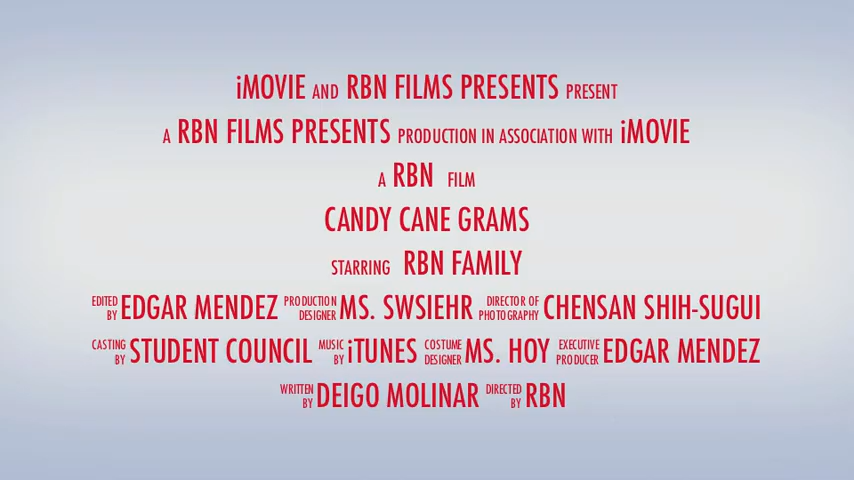 iMOVIE AND RBN FILMS PRESENTS PRESENT
A RBN FILMS PRESENTS PRODUCTION IN ASSOCIATION WITH iMOVIE
A RBN FILM
CANDY CANE GRAMS
STARRING RBN FAMILY
EDITED BY EDGAR MENDEZ PRODUCTION DESIGNER MS. SWSIEHR DIRECTOR OF PHOTOGRAPHY CHENSAN SHIH-SUGUI
CASTING BY STUDENT COUNCIL MUSIC BY iTUNES COSTUME DESIGNER MS. HOY EXECUTIVE PRODUCER EDGAR MENDEZ
WRITTEN BY DEIGO MOLINAR DIRECTED BY RBN